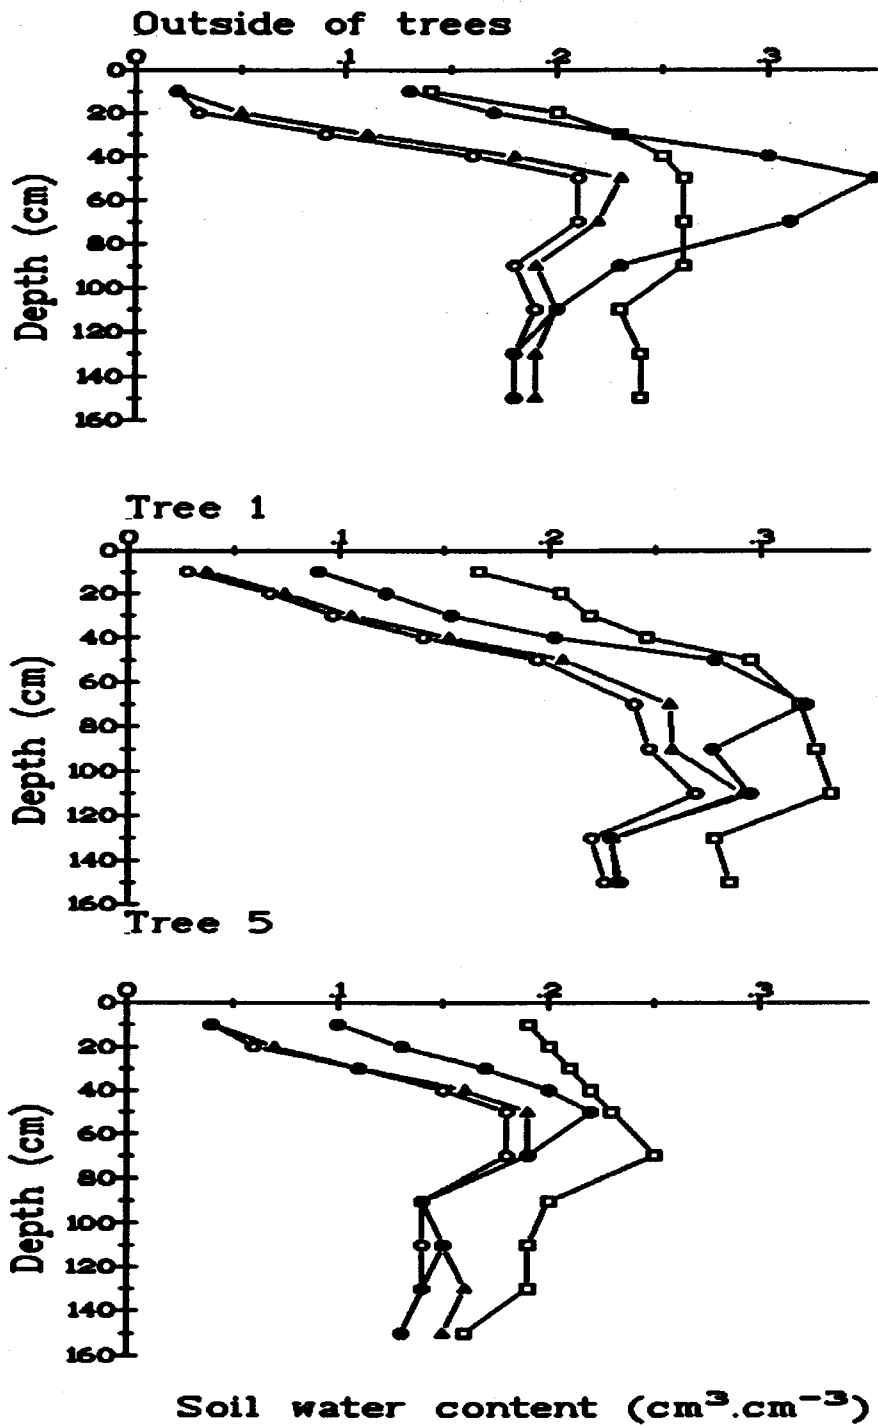 Outside of trees
0 .1 .2 .3
0
20
40
60
80
100
120
140
160
Depth (cm)
Tree 1
0 .1 .2 .3
0
20
40
60
80
100
120
140
160
Depth (cm)
Tree 5
0 .1 .2 .3
0
20
40
60
80
100
120
140
160
Depth (cm)
Soil water content (cm³.cm⁻³)